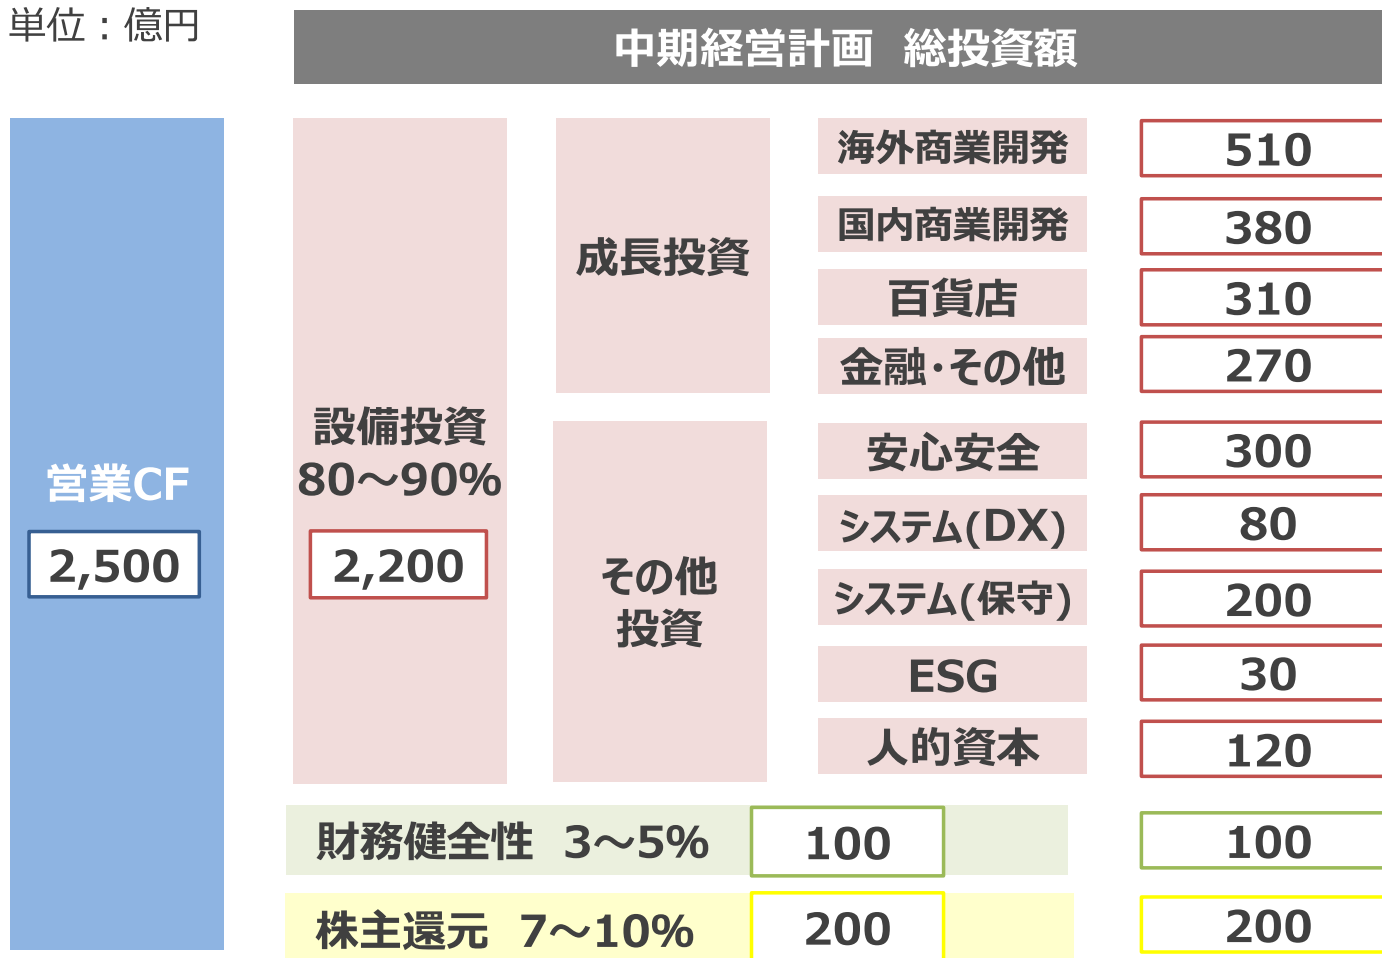 単位：億円
中期経営計画　総投資額
営業CF
2,500
設備投資
80～90%
2,200
成長投資
海外商業開発
510
国内商業開発
380
百貨店
310
金融・その他
270
その他
投資
安心安全
300
システム(DX)
80
システム(保守)
200
ESG
30
人的資本
120
財務健全性　3～5%
100
100
株主還元　7～10%
200
200